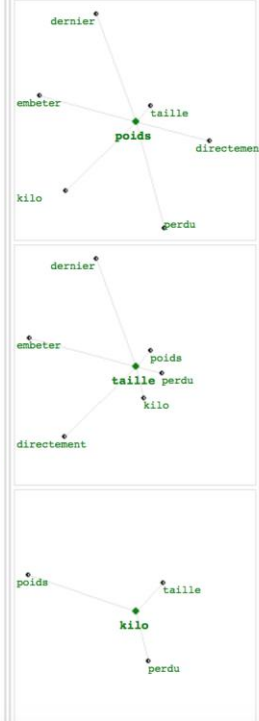 dernier
embeter
taille
poids
directemen
kilo
perdu
dernier
embeter
poids
taille perdu
kilo
directement
poids
taille
kilo
perdu